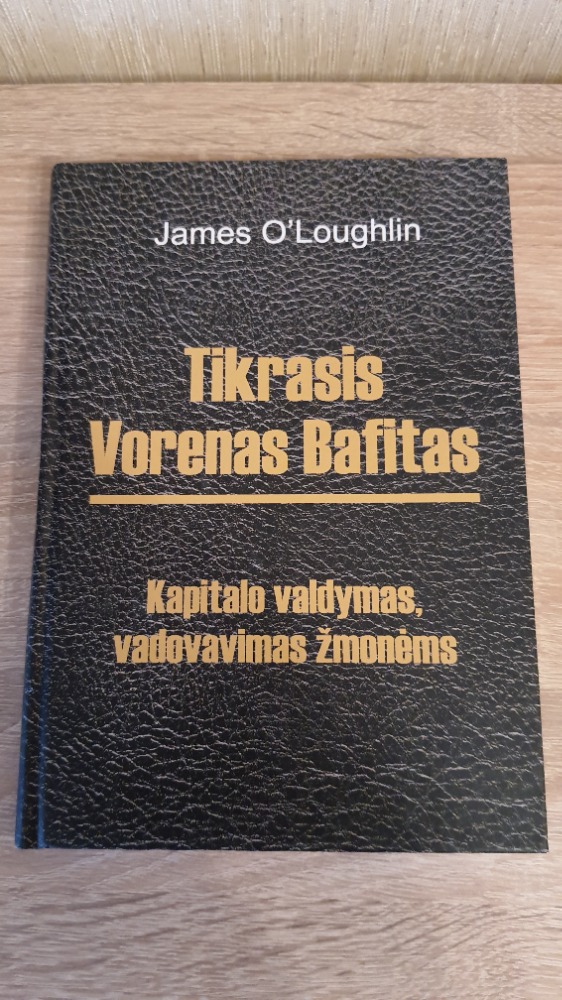 James O'Loughlin
Tikrasis
Vorenas Bafitas
Kapitalo valdymas,
vadovavimas žmonėms